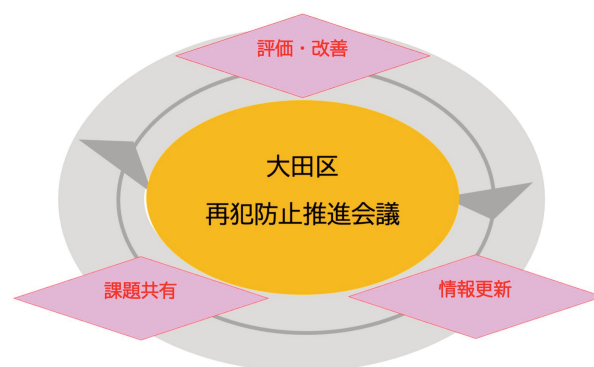 評価・改善
大田区
再犯防止推進会議
課題共有
情報更新